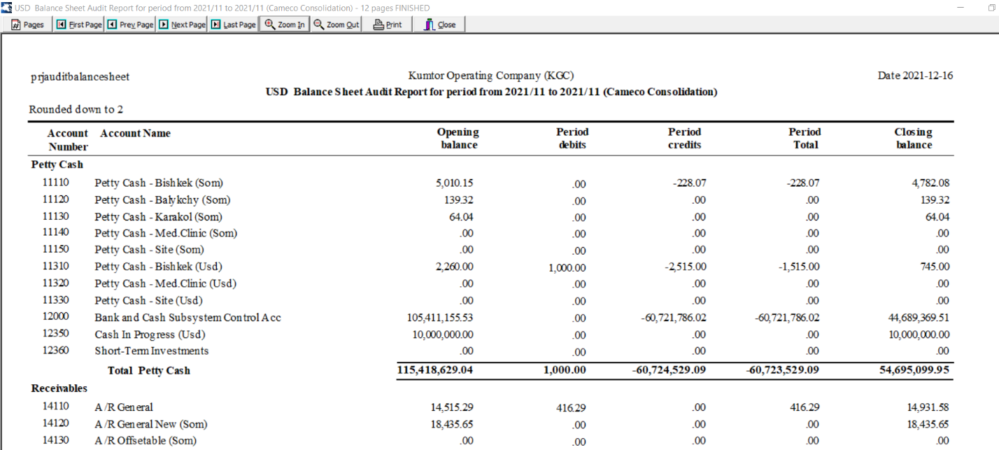 USD Balance Sheet Audit Report for period from 2021/11 to 2021/11 (Cameco Consolidation) - 12 pages FINISHED
Pages First Page Prev Page Next Page Last Page Zoom In Zoom Out Print Close
prjauditbalancesheet Kumtor Operating Company (KGC) Date 2021-12-16
USD Balance Sheet Audit Report for period from 2021/11 to 2021/11 (Cameco Consolidation)
Rounded down to 2
Account Account Name Opening Period Period Period Closing
Number balance debits credits Total balance
Petty Cash
11110 Petty Cash - Bishkek (Som) 5,010.15 .00 -228.07 -228.07 4,782.08
11120 Petty Cash - Balykchy (Som) 139.32 .00 .00 .00 139.32
11130 Petty Cash - Karakol (Som) 64.04 .00 .00 .00 64.04
11140 Petty Cash - Med.Clinic (Som) .00 .00 .00 .00 .00
11150 Petty Cash - Site (Som) .00 .00 .00 .00 .00
11310 Petty Cash - Bishkek (Usd) 2,260.00 1,000.00 -2,515.00 -1,515.00 745.00
11320 Petty Cash - Med.Clinic (Usd) .00 .00 .00 .00 .00
11330 Petty Cash - Site (Usd) .00 .00 .00 .00 .00
12000 Bank and Cash Subsystem Control Acc 105,411,155.53 .00 -60,721,786.02 -60,721,786.02 44,689,369.51
12350 Cash In Progress (Usd) 10,000,000.00 .00 .00 .00 10,000,000.00
12360 Short-Term Investments .00 .00 .00 .00 .00
Total Petty Cash 115,418,629.04 1,000.00 -60,724,529.09 -60,723,529.09 54,695,099.95
Receivables
14110 A/R General 14,515.29 416.29 .00 416.29 14,931.58
14120 A/R General New (Som) 18,435.65 .00 .00 .00 18,435.65
14130 A/R Offsetable (Som) .00 .00 .00 .00 .00